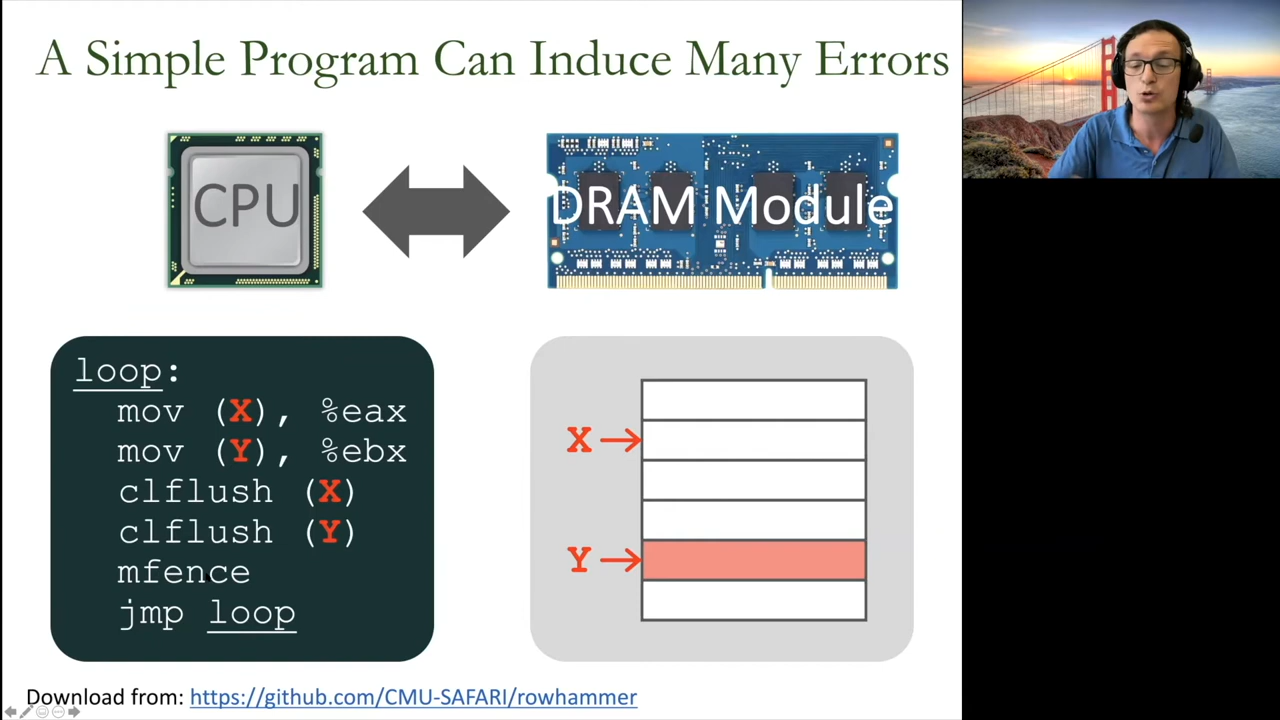 A Simple Program Can Induce Many Errors
CPU
DRAM Module
loop:
mov (X), %eax
mov (Y), %ebx
clflush (X)
clflush (Y)
mfence
jmp loop
X
Y
Download from: https://github.com/CMU-SAFARI/rowhammer